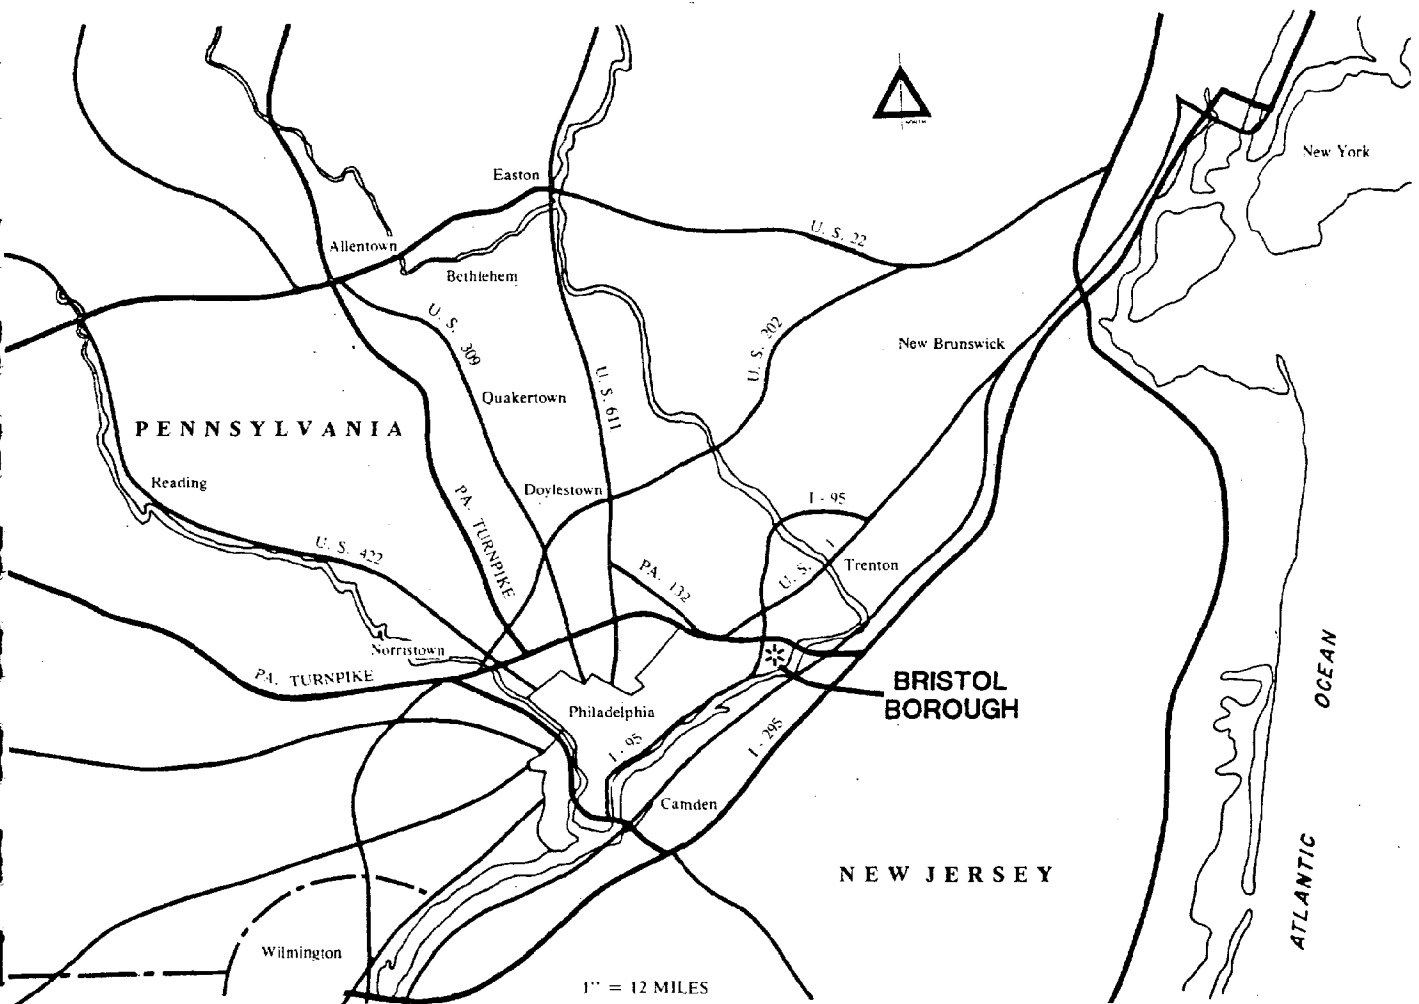 NORTH
New York
Easton
U. S. 22
Allentown
Bethlehem
U. S. 309
U. S. 202
New Brunswick
U. S. 611
Quakertown
PENNSYLVANIA
Reading
Doylestown
I - 95
PA. TURNPIKE
U. S. 422
U. S. 1
Trenton
PA. 132
Norristown
PA. TURNPIKE
BRISTOL
BOROUGH
Philadelphia
I - 95
I - 295
Camden
NEW JERSEY
ATLANTIC OCEAN
Wilmington
1" = 12 MILES